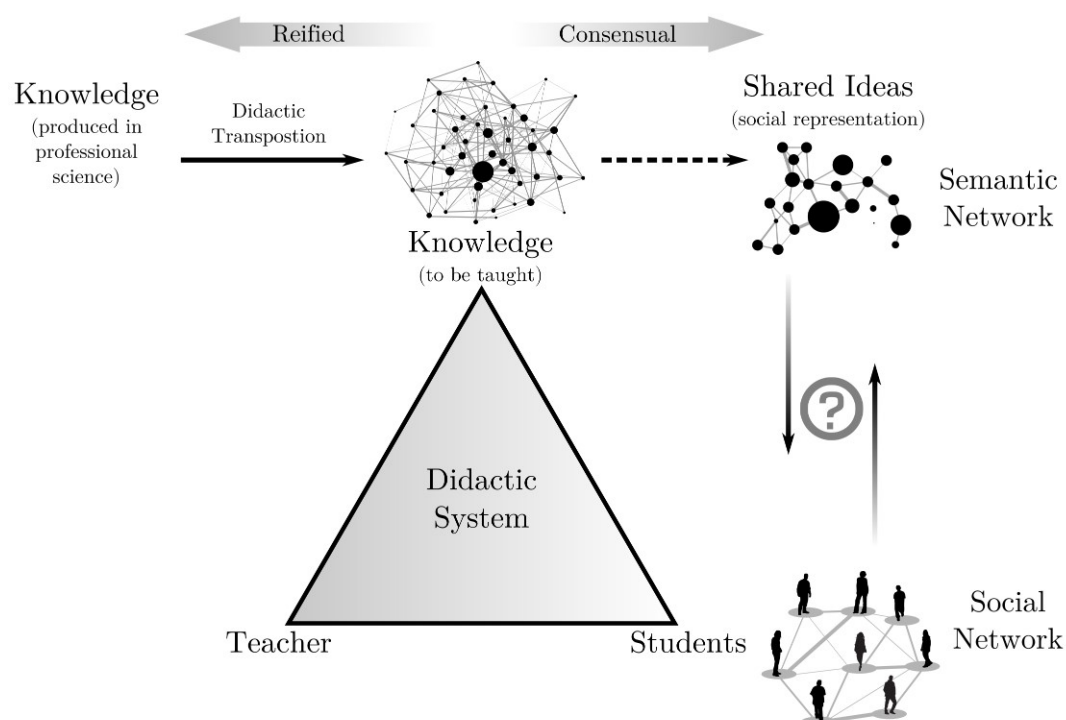 Reified
Consensual
Knowledge
(produced in
professional
science)
Didactic
Transpostion
Knowledge
(to be taught)
Shared Ideas
(social representation)
Semantic
Network
?
Didactic
System
Teacher
Students
Social
Network